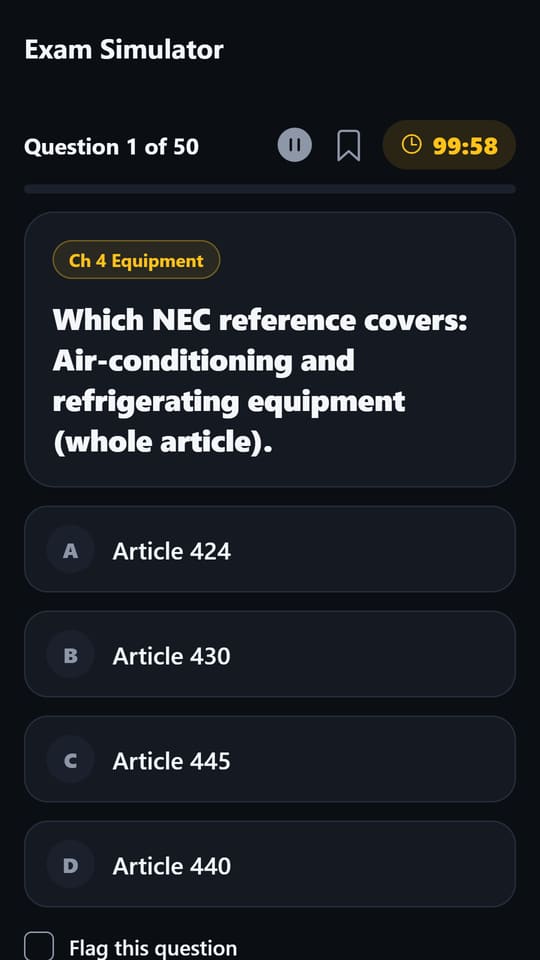 Exam Simulator
Question 1 of 50
99:58
Ch 4 Equipment
Which NEC reference covers:
Air-conditioning and
refrigerating equipment
(whole article).
A Article 424
B Article 430
C Article 445
D Article 440
Flag this question